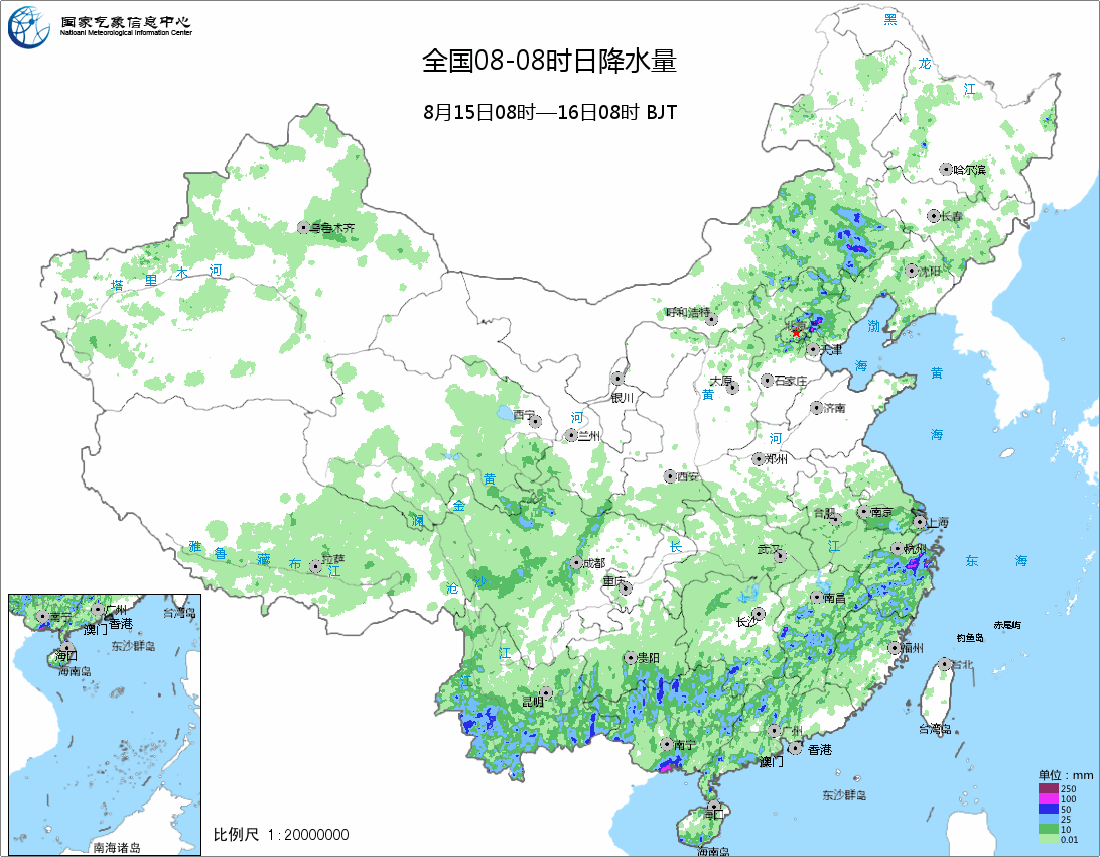 国家气象信息中心
Nationanl Meteorological Information Center
全国08-08时日降水量
8月15日08时—16日08时 BJT
黑
龙
江
哈尔滨
长春
乌鲁木齐
塔
里
木
河
沈阳
呼和浩特
北京
渤
天津
海
黄
太原
石家庄
银川
黄
济南
西宁
河
兰州
河
海
郑州
西安
黄
金
澜
合肥
南京
上海
雅
鲁
藏
布
江
拉萨
长
武汉
江
杭州
东
海
成都
重庆
沧
沙
南昌
长沙
赤尾屿
钓鱼岛
江
贵阳
福州
台北
江
昆明
台湾岛
南宁
广州
香港
澳门
海口
海南岛
东沙群岛
南宁
广州
台湾岛
澳门
香港
东沙群岛
海口
海南岛
南海诸岛
比例尺 1:20000000
单位：mm
250
100
50
25
10
0.01